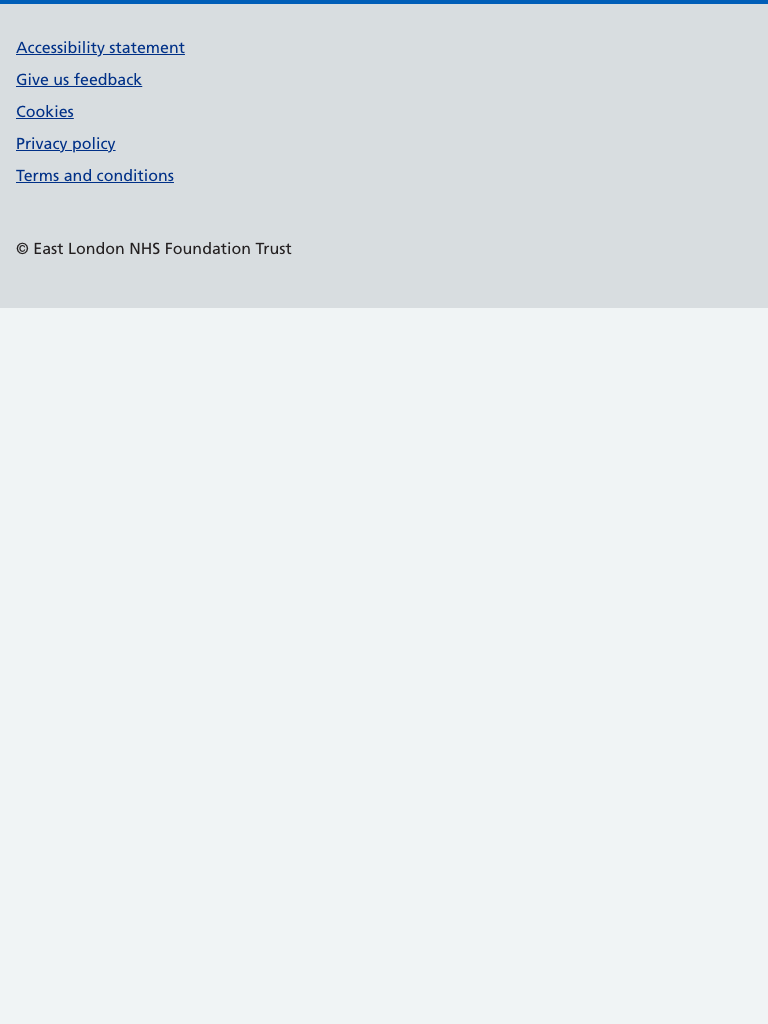 Accessibility statement
Give us feedback
Cookies
Privacy policy
Terms and conditions
© East London NHS Foundation Trust